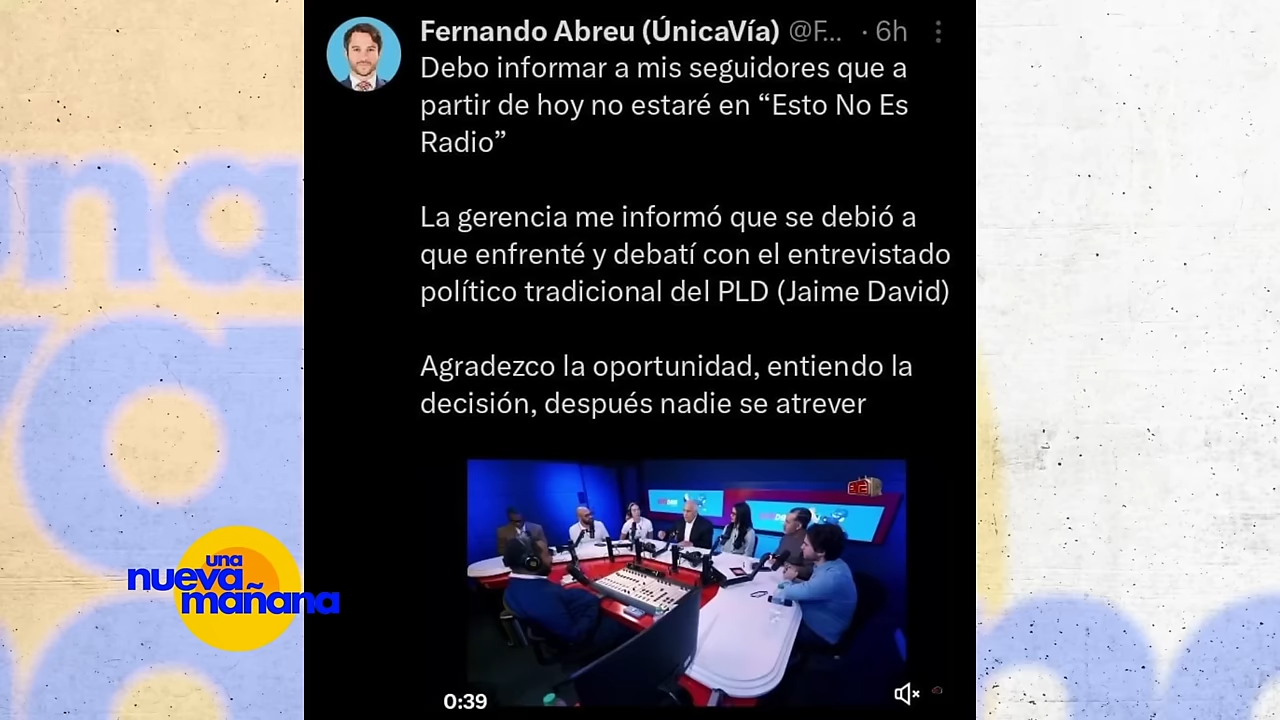 Fernando Abreu (ÚnicaVía) @F... · 6h
Debo informar a mis seguidores que a
partir de hoy no estaré en “Esto No Es
Radio”
La gerencia me informó que se debió a
que enfrenté y debatí con el entrevistado
político tradicional del PLD (Jaime David)
Agradezco la oportunidad, entiendo la
decisión, después nadie se atrever
0:39
una
nueva
mañana
na